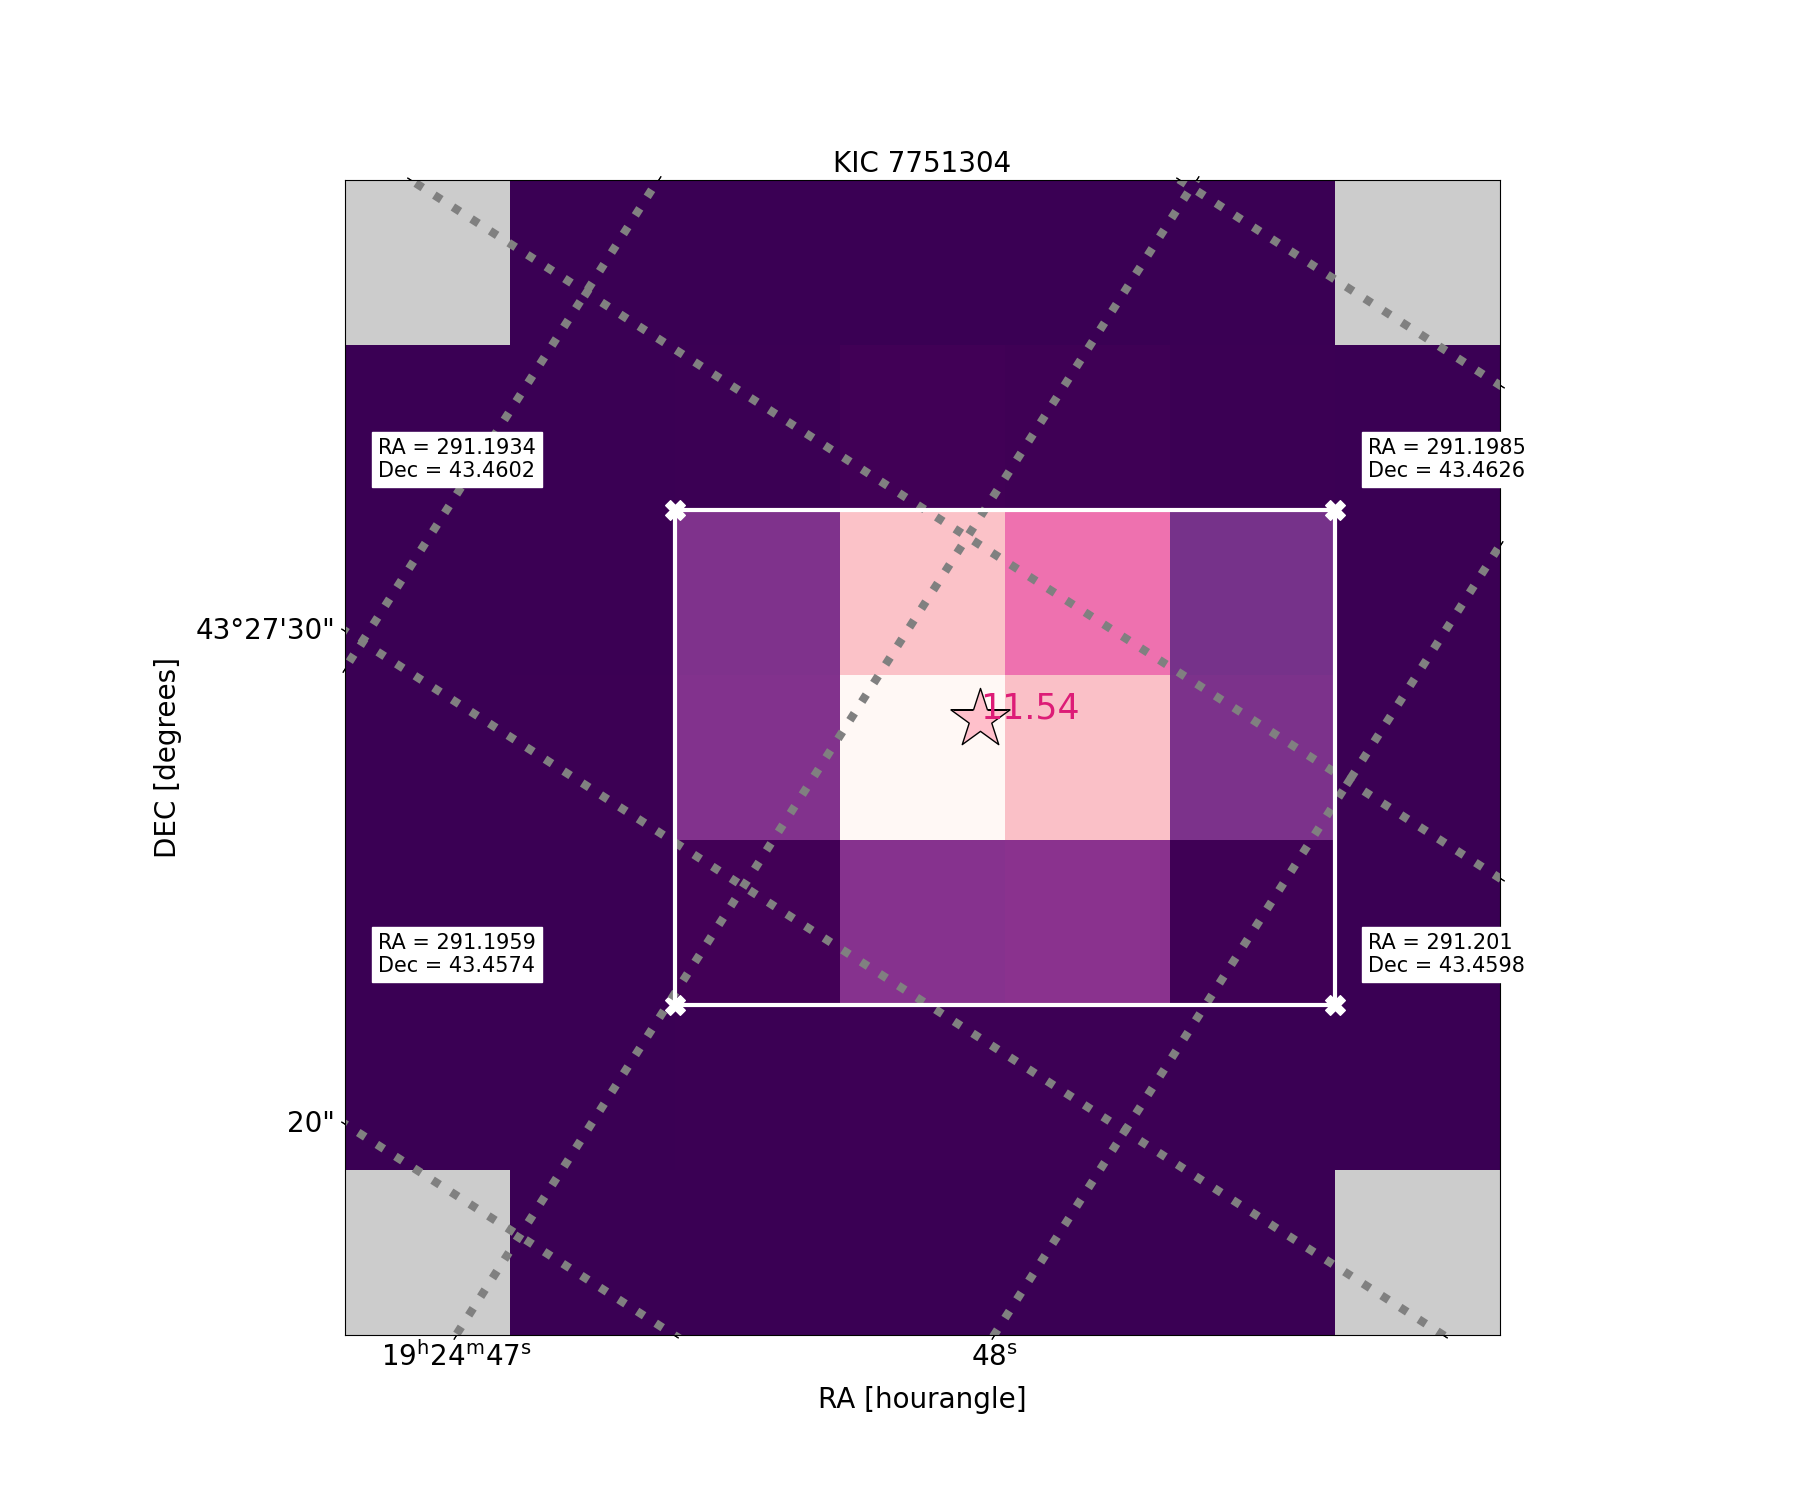 KIC 7751304
RA = 291.1934
Dec = 43.4602
RA = 291.1985
Dec = 43.4626
43°27'30"
11.54
DEC [degrees]
RA = 291.1959
Dec = 43.4574
RA = 291.201
Dec = 43.4598
20"
19ʰ24ᵐ47ˢ
48ˢ
RA [hourangle]